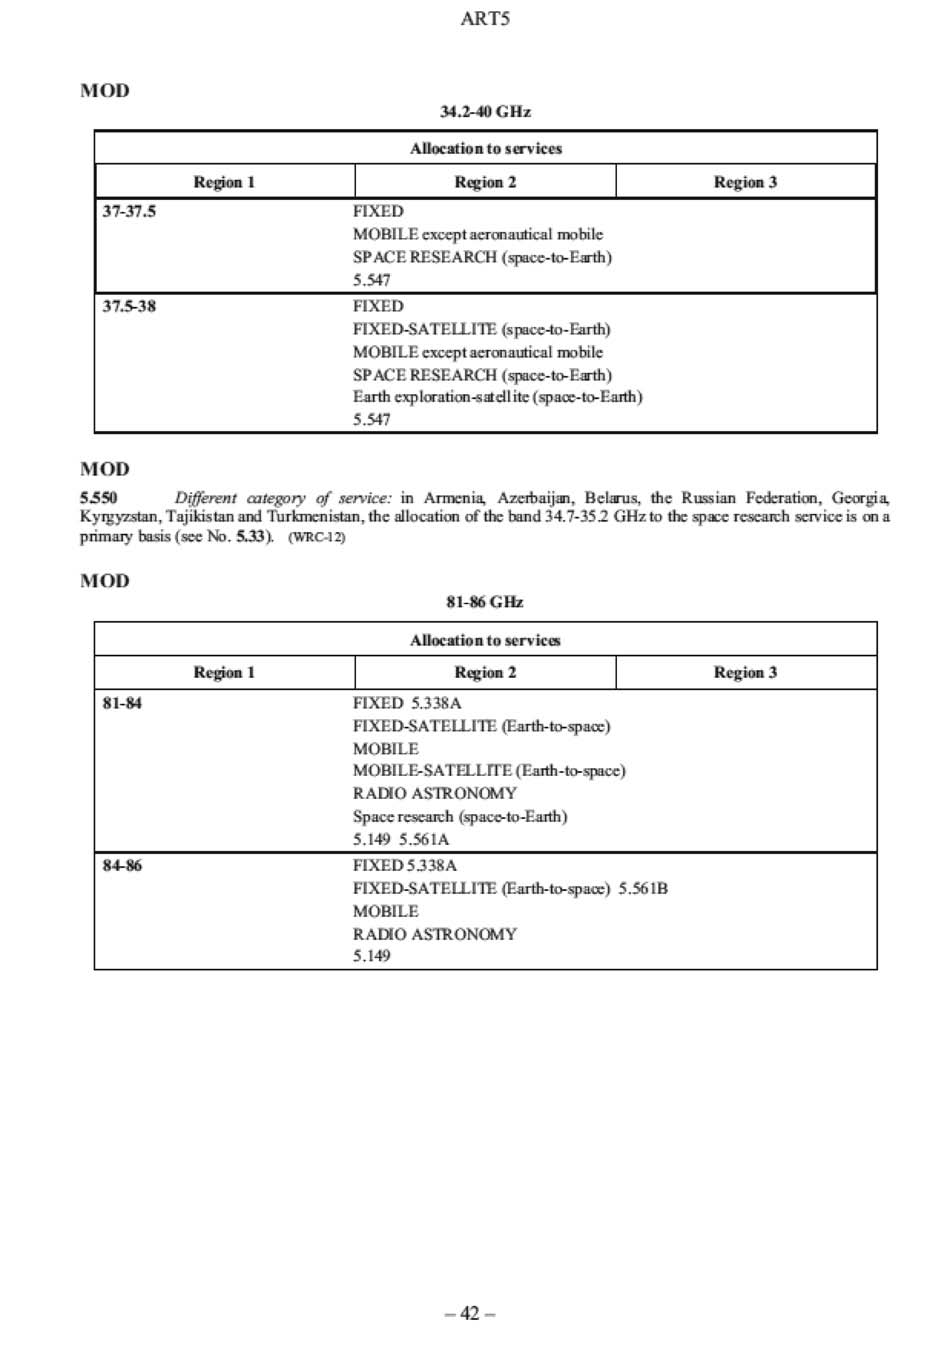 ART5
MOD
34.2-40 GHz
Allocation to services
Region 1 Region 2 Region 3
37-37.5 FIXED
MOBILE except aeronautical mobile
SPACE RESEARCH (space-to-Earth)
5.547
37.5-38 FIXED
FIXED-SATELLITE (space-to-Earth)
MOBILE except aeronautical mobile
SPACE RESEARCH (space-to-Earth)
Earth exploration-satellite (space-to-Earth)
5.547
MOD
5.550 Different category of service: in Armenia, Azerbaijan, Belarus, the Russian Federation, Georgia,
Kyrgyzstan, Tajikistan and Turkmenistan, the allocation of the band 34.7-35.2 GHz to the space research service is on a
primary basis (see No. 5.33). (WRC-12)
MOD
81-86 GHz
Allocation to services
Region 1 Region 2 Region 3
81-84 FIXED 5.338A
FIXED-SATELLITE (Earth-to-space)
MOBILE
MOBILE-SATELLITE (Earth-to-space)
RADIO ASTRONOMY
Space research (space-to-Earth)
5.149 5.561A
84-86 FIXED 5.338A
FIXED-SATELLITE (Earth-to-space) 5.561B
MOBILE
RADIO ASTRONOMY
5.149
– 42 –